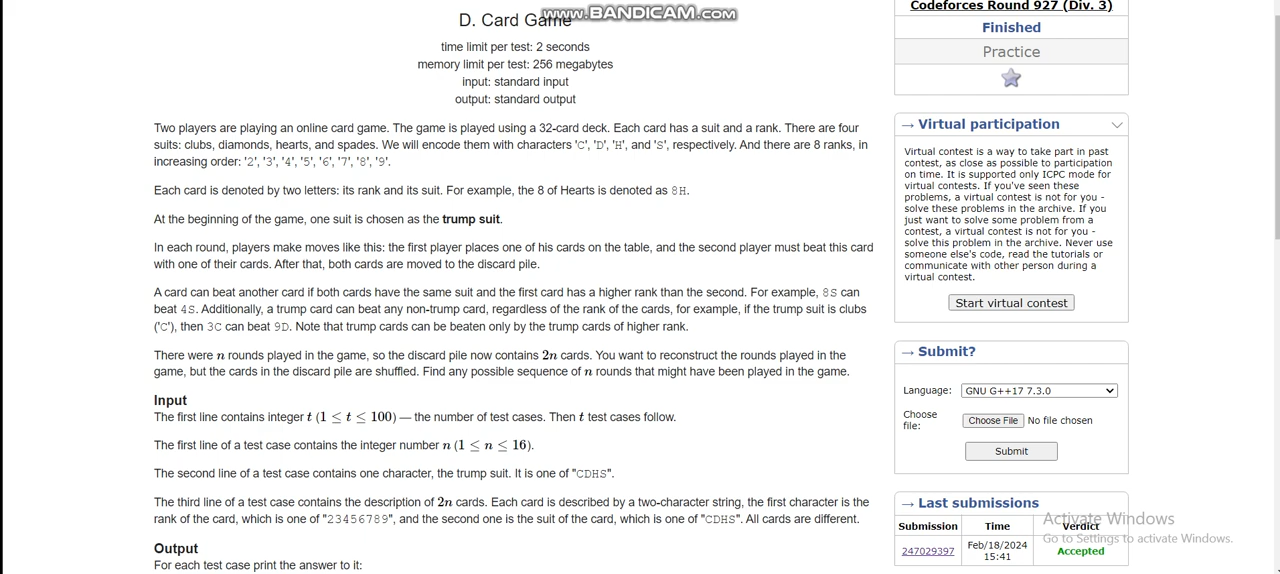 www.BANDICAM.com
D. Card Game
time limit per test: 2 seconds
memory limit per test: 256 megabytes
input: standard input
output: standard output
Two players are playing an online card game. The game is played using a 32-card deck. Each card has a suit and a rank. There are four
suits: clubs, diamonds, hearts, and spades. We will encode them with characters 'C', 'D', 'H', and 'S', respectively. And there are 8 ranks, in
increasing order: '2', '3', '4', '5', '6', '7', '8', '9'.
Each card is denoted by two letters: its rank and its suit. For example, the 8 of Hearts is denoted as 8H.
At the beginning of the game, one suit is chosen as the trump suit.
In each round, players make moves like this: the first player places one of his cards on the table, and the second player must beat this card
with one of their cards. After that, both cards are moved to the discard pile.
A card can beat another card if both cards have the same suit and the first card has a higher rank than the second. For example, 8S can
beat 4S. Additionally, a trump card can beat any non-trump card, regardless of the rank of the cards, for example, if the trump suit is clubs
('C'), then 3C can beat 9D. Note that trump cards can be beaten only by the trump cards of higher rank.
There were n rounds played in the game, so the discard pile now contains 2n cards. You want to reconstruct the rounds played in the
game, but the cards in the discard pile are shuffled. Find any possible sequence of n rounds that might have been played in the game.
Input
The first line contains integer t (1 ≤ t ≤ 100) — the number of test cases. Then t test cases follow.
The first line of a test case contains the integer number n (1 ≤ n ≤ 16).
The second line of a test case contains one character, the trump suit. It is one of "CDHS".
The third line of a test case contains the description of 2n cards. Each card is described by a two-character string, the first character is the
rank of the card, which is one of "23456789", and the second one is the suit of the card, which is one of "CDHS". All cards are different.
Output
For each test case print the answer to it:
Codeforces Round 927 (Div. 3)
Finished
Practice
→ Virtual participation
Virtual contest is a way to take part in past
contest, as close as possible to participation
on time. It is supported only ICPC mode for
virtual contests. If you've seen these
problems, a virtual contest is not for you -
solve these problems in the archive. If you
just want to solve some problem from a
contest, a virtual contest is not for you -
solve this problem in the archive. Never use
someone else's code, read the tutorials or
communicate with other person during a
virtual contest.
Start virtual contest
→ Submit?
Language: GNU G++17 7.3.0
Choose
file: Choose File No file chosen
Submit
→ Last submissions
Submission Time Verdict
247029397 Feb/18/2024
15:41 Accepted
Activate Windows
Go to Settings to activate Windows.